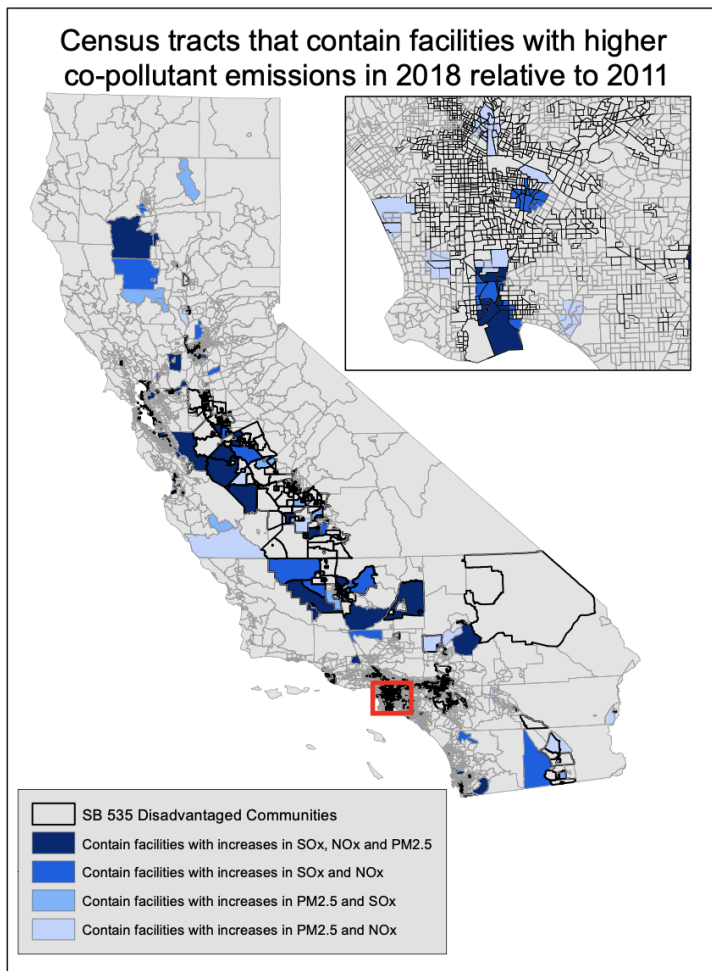 Census tracts that contain facilities with higher
co-pollutant emissions in 2018 relative to 2011
SB 535 Disadvantaged Communities
Contain facilities with increases in SOx, NOx and PM2.5
Contain facilities with increases in SOx and NOx
Contain facilities with increases in PM2.5 and SOx
Contain facilities with increases in PM2.5 and NOx